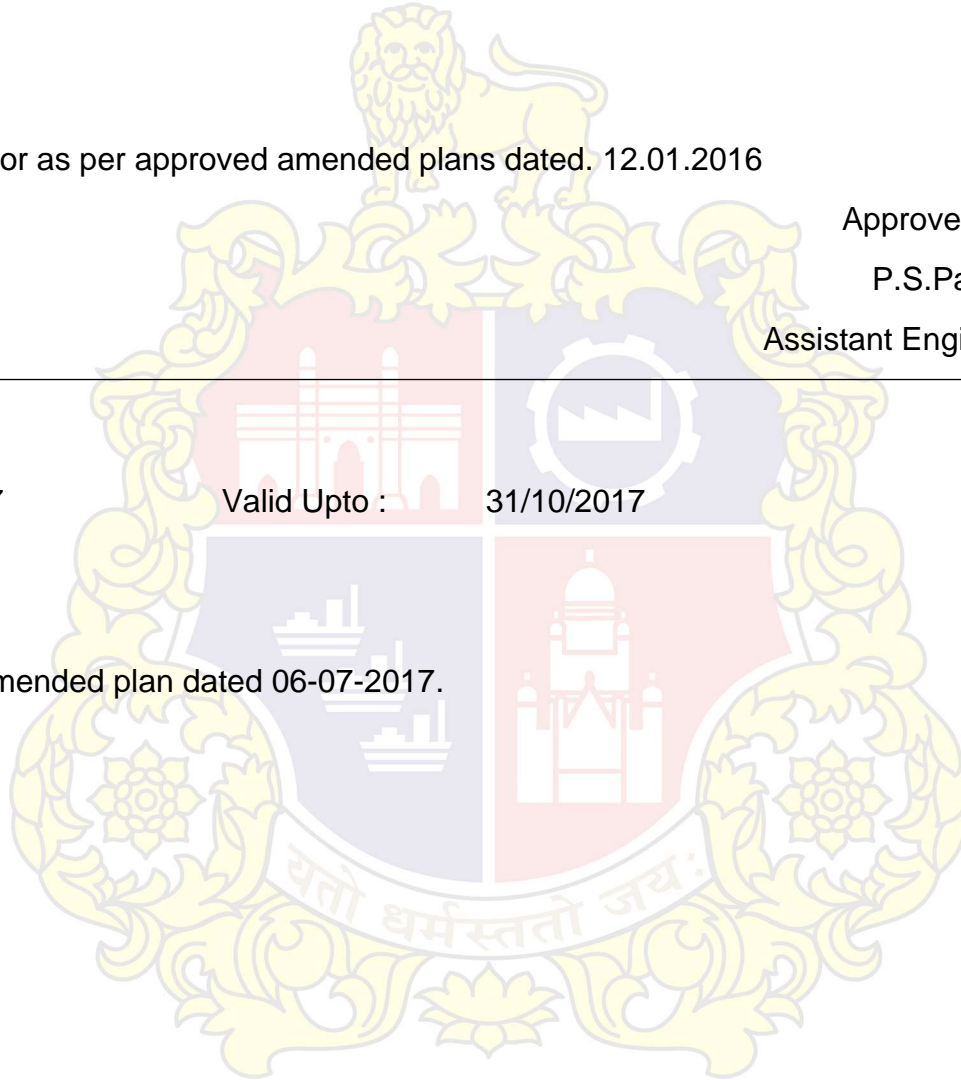 or as per approved amended plans dated. 12.01.2016
Approve
P.S.Pa
Assistant Engi
Valid Upto : 31/10/2017
mended plan dated 06-07-2017.
यतो धर्मस्ततो जय: